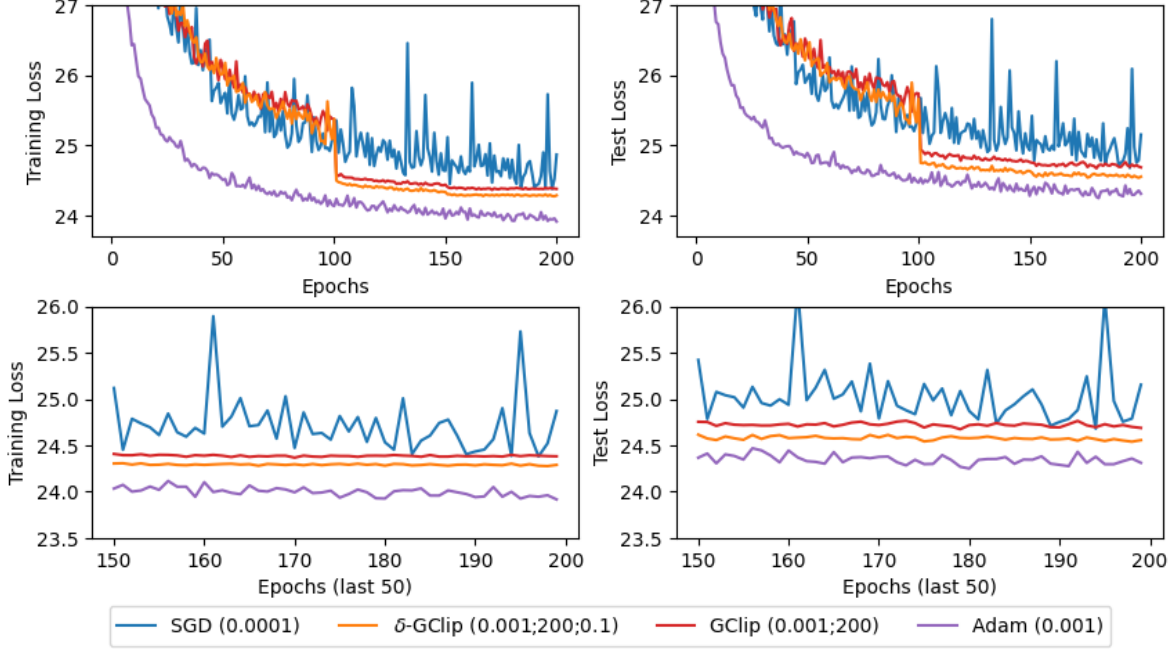 27
26
25
24
Training Loss
0 50 100 150 200
Epochs
27
26
25
24
Test Loss
0 50 100 150 200
Epochs
26.0
25.5
25.0
24.5
24.0
23.5
Training Loss
150 160 170 180 190 200
Epochs (last 50)
26.0
25.5
25.0
24.5
24.0
23.5
Test Loss
150 160 170 180 190 200
Epochs (last 50)
SGD (0.0001) δ-GClip (0.001;200;0.1) GClip (0.001;200) Adam (0.001)